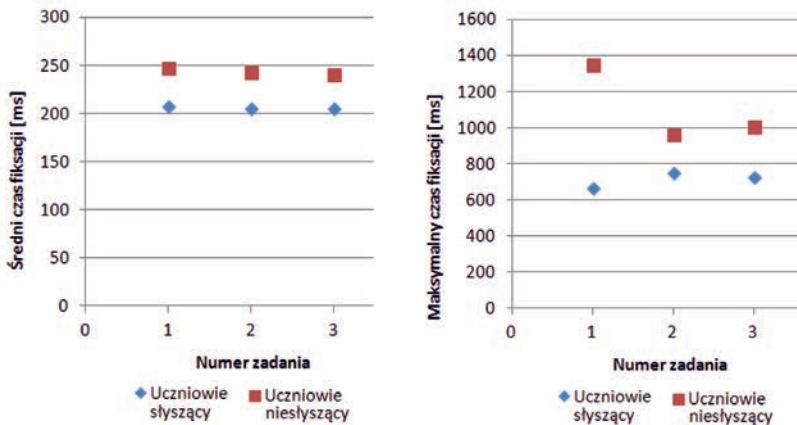 300
250
200
150
100
50
0
Średni czas fiksacji [ms]
0 1 2 3
Numer zadania
Uczniowie słyszący
Uczniowie niesłyszący
1600
1400
1200
1000
800
600
400
200
0
Maksymalny czas fiksacji [ms]
0 1 2 3
Numer zadania
Uczniowie słyszący
Uczniowie niesłyszący